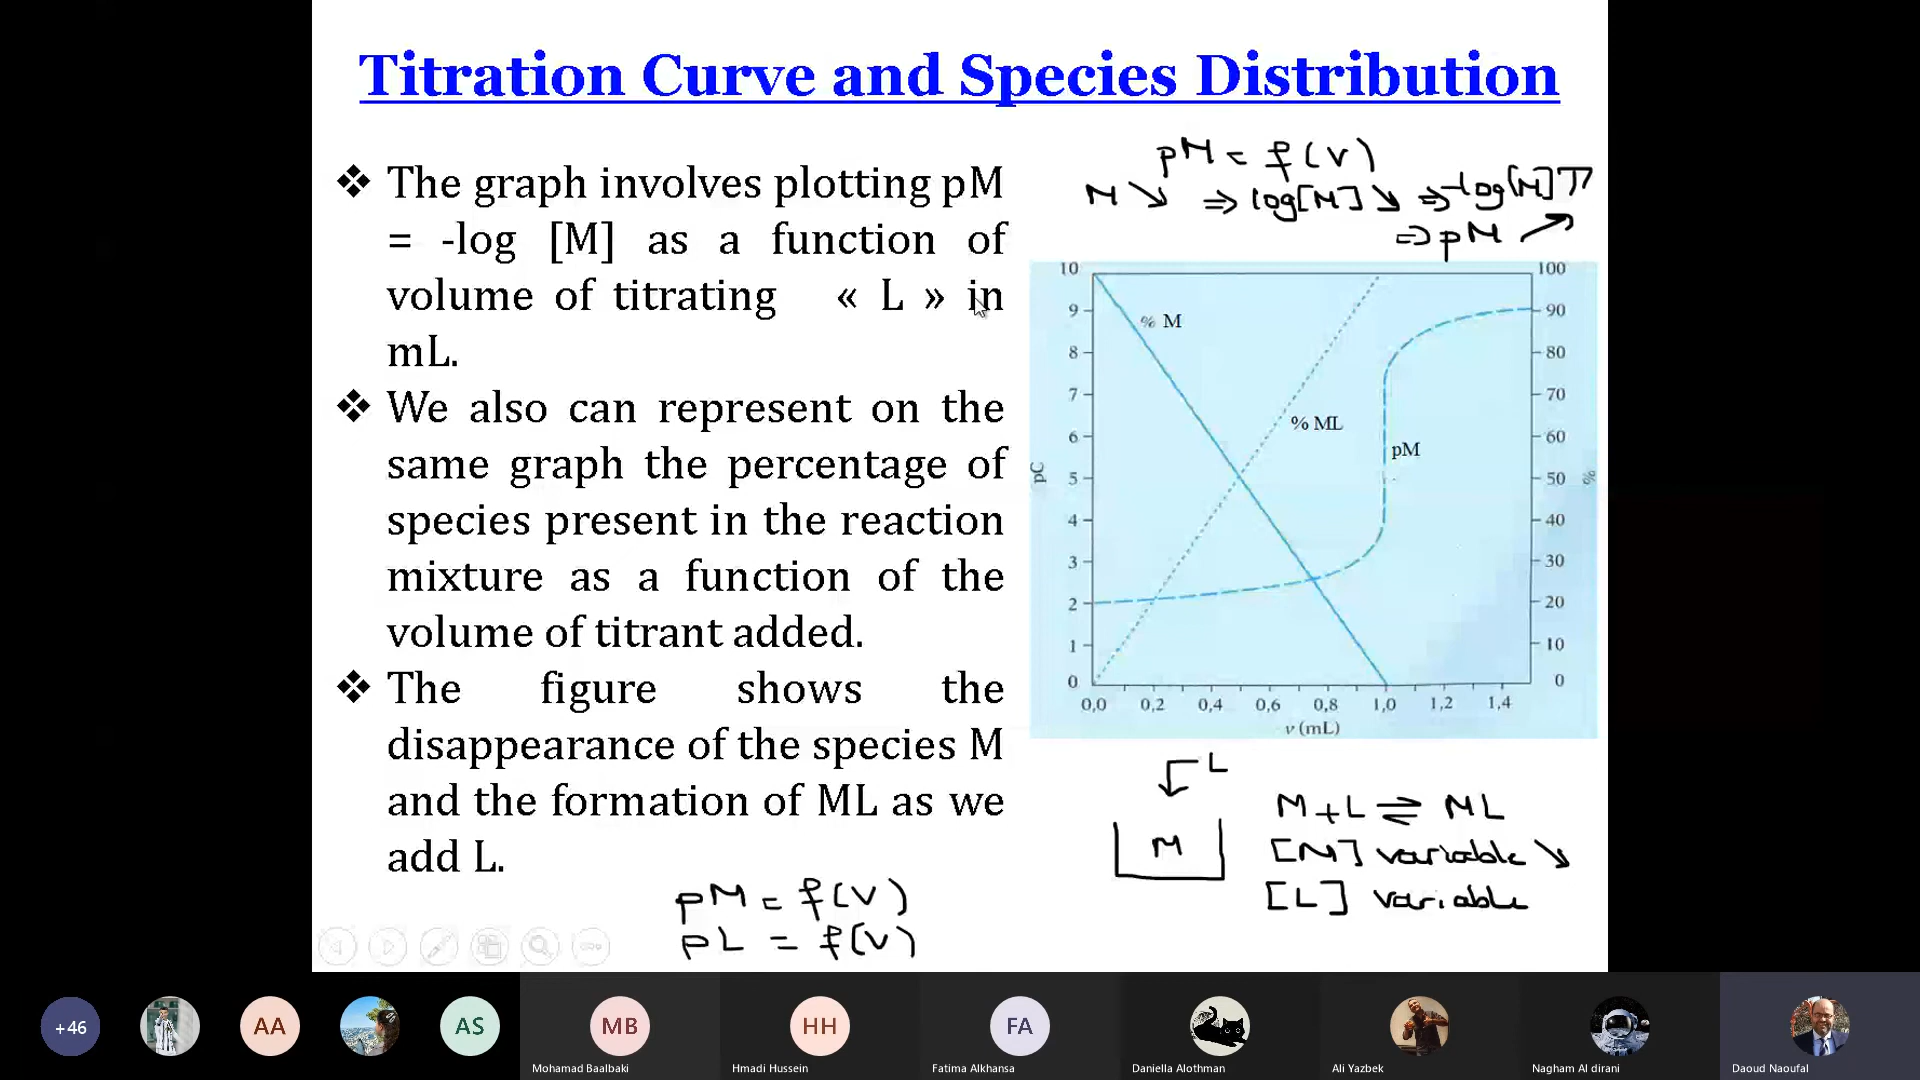 Titration Curve and Species Distribution
❖ The graph involves plotting pM
= -log [M] as a function of
volume of titrating « L » in
mL.
❖ We also can represent on the
same graph the percentage of
species present in the reaction
mixture as a function of the
volume of titrant added.
❖ The figure shows the
disappearance of the species M
and the formation of ML as we
add L.
pM = f(V)
pL = f(V)
pM = f(V)
M ↘ ⇒ log[M] ↘ ⇒ -log[M] ↗
⇒ pM ↗
10 100
% M
9 90
8 80
7 70
% ML
6 60
pM
pC 5 50 %
4 40
3 30
2 20
1 10
0 0
0,0 0,2 0,4 0,6 0,8 1,0 1,2 1,4
v (mL)
L
M
M+L ⇌ ML
[M] variable ↘
[L] variable
+46 AA AS MB HH FA
Mohamad Baalbaki Hmadi Hussein Fatima Alkhansa Daniella Alothman Ali Yazbek Nagham Al dirani Daoud Naoufal